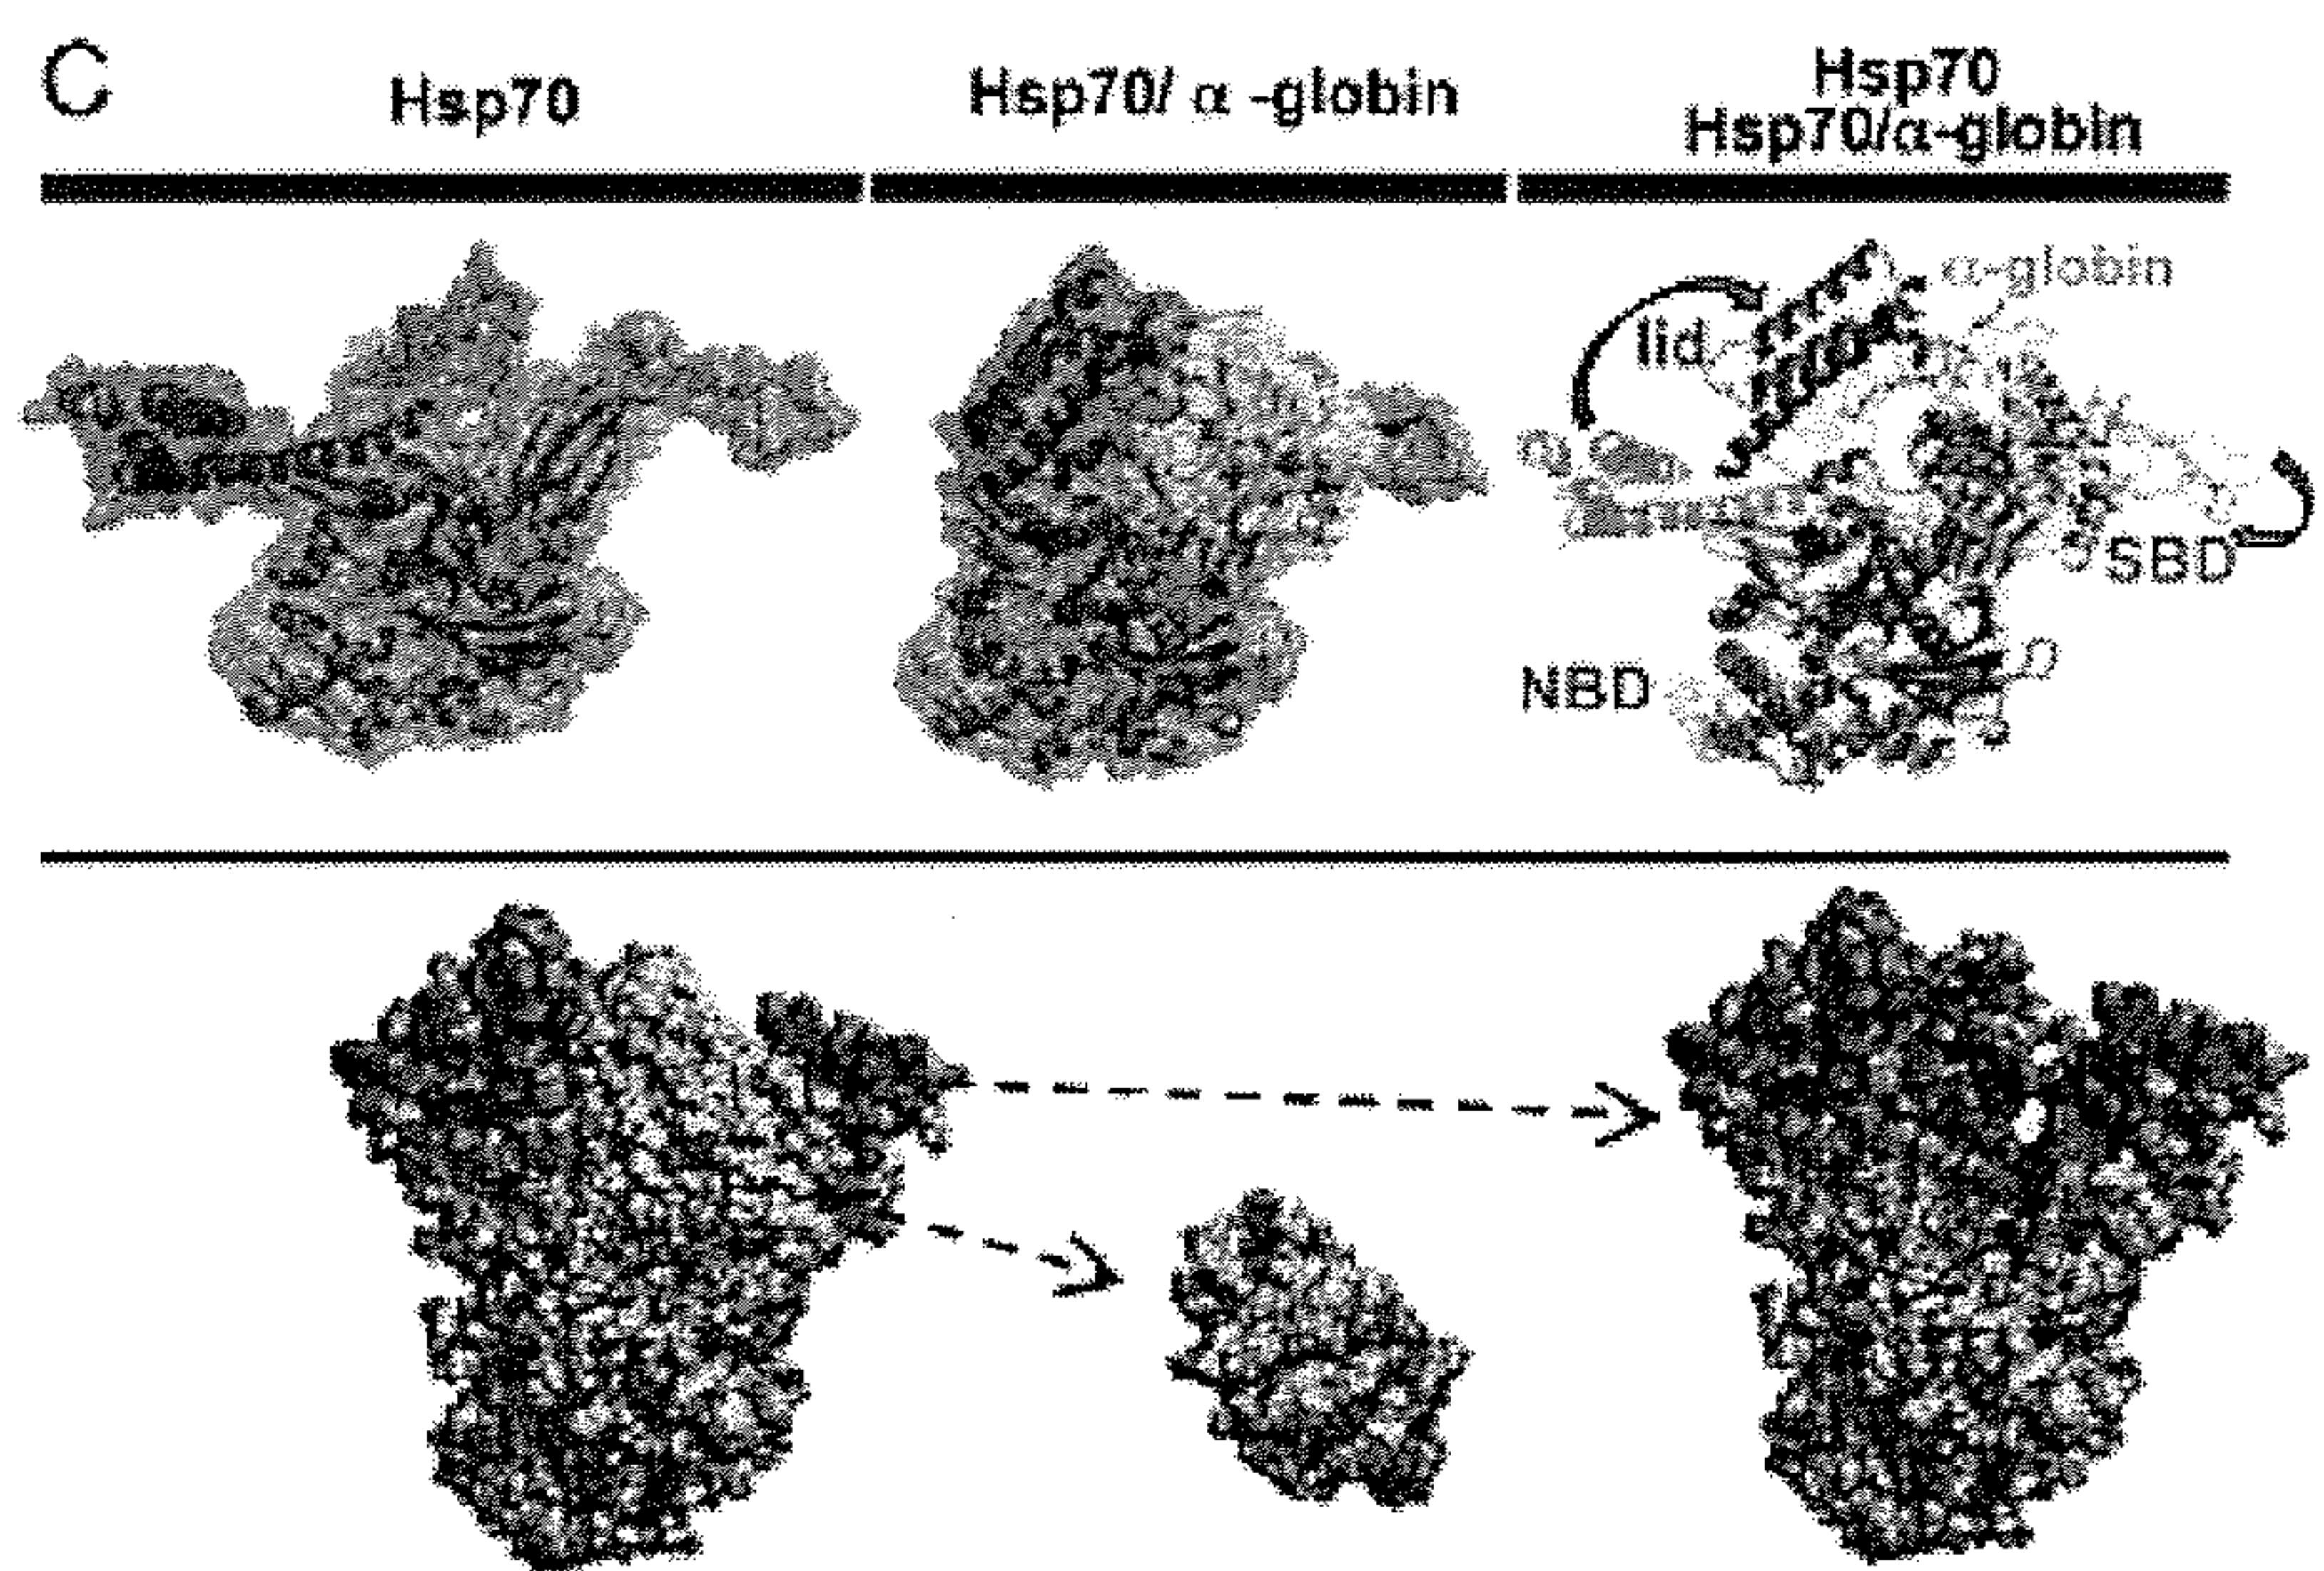 C
Hsp70
Hsp70/ α -globin
Hsp70
Hsp70/α-globin
α-globin
lid
SBD
NBD